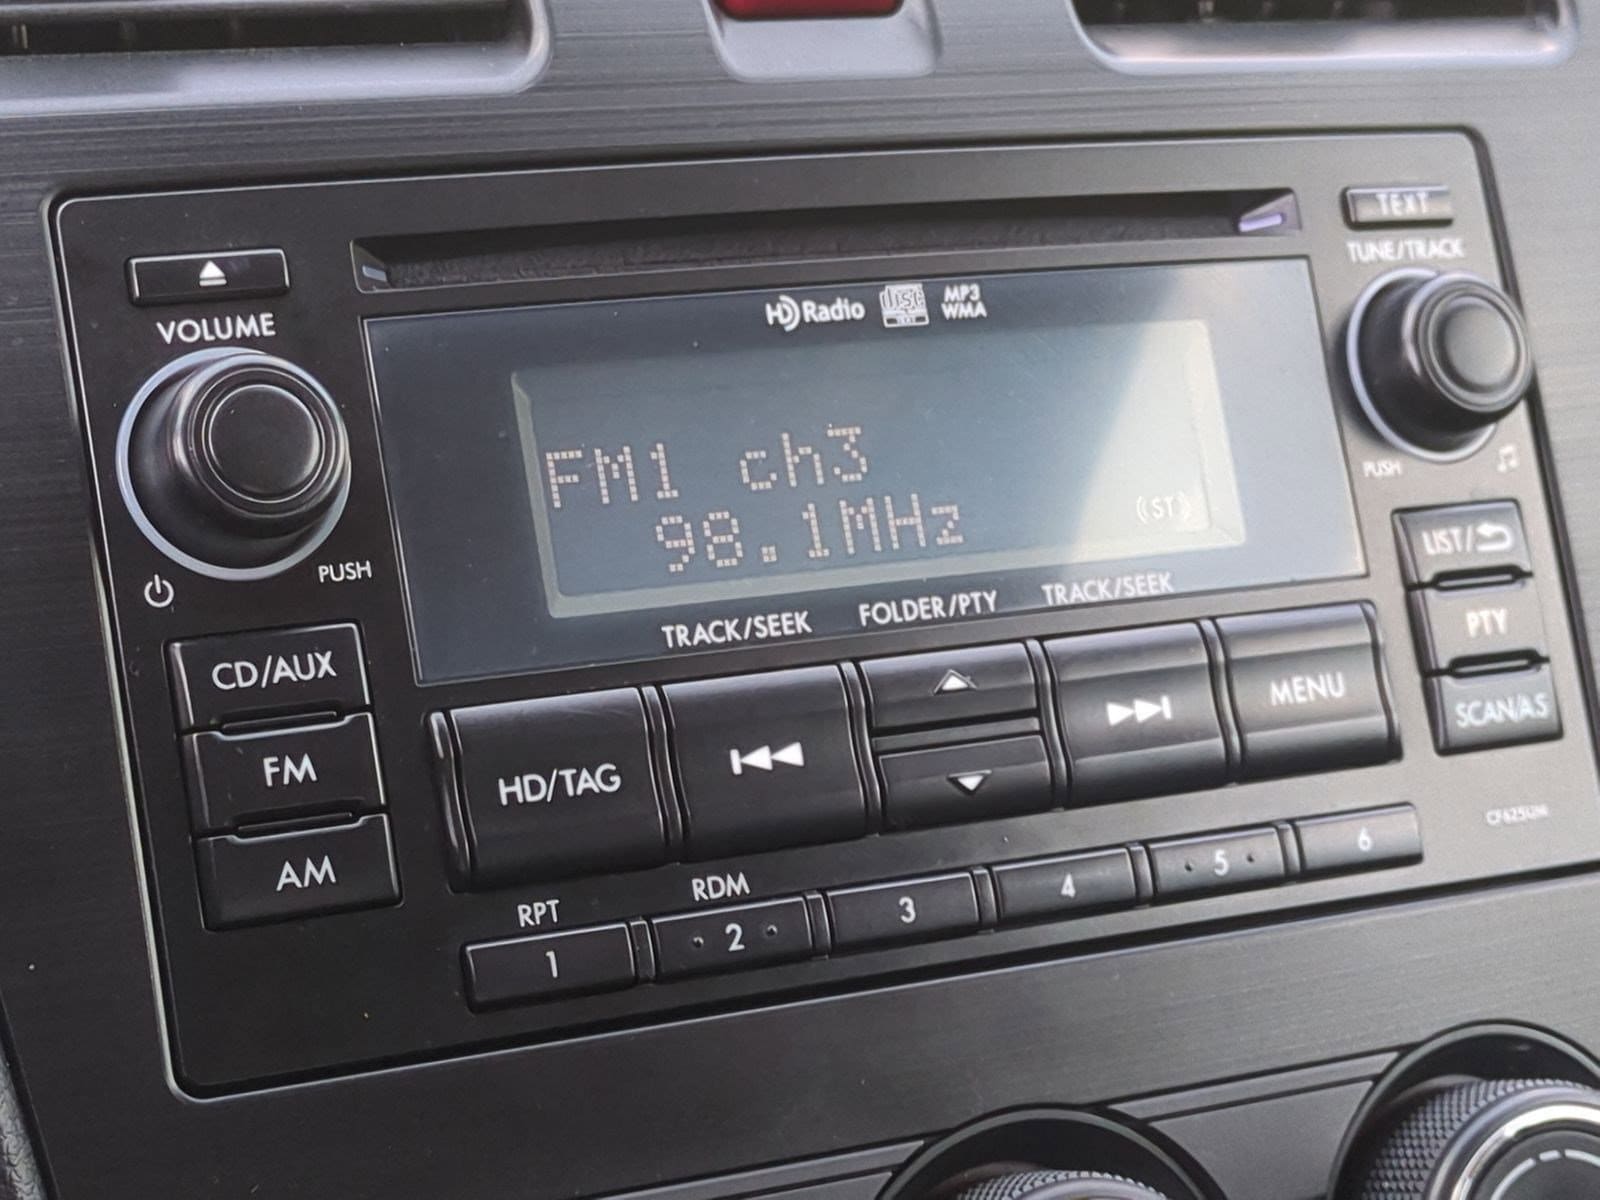 TEXT
TUNE/TRACK
VOLUME
HD Radio
disc
TEXT
MP3
WMA
FM1 ch3
98.1MHz
(ST)
PUSH
PUSH
LIST/
TRACK/SEEK
FOLDER/PTY
TRACK/SEEK
CD/AUX
PTY
FM
HD/TAG
MENU
SCAN/A.S
AM
RPT
RDM
1
2
3
4
5
6